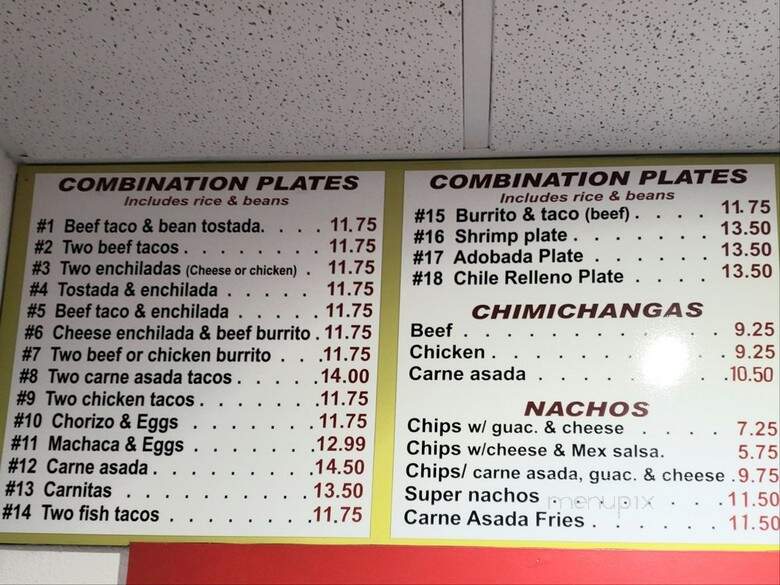 COMBINATION PLATES
Includes rice & beans
#1 Beef taco & bean tostada. . . . 11.75
#2 Two beef tacos . . . . . . . 11.75
#3 Two enchiladas (Cheese or chicken) . 11.75
#4 Tostada & enchilada . . . . . 11.75
#5 Beef taco & enchilada . . . . . 11.75
#6 Cheese enchilada & beef burrito . 11.75
#7 Two beef or chicken burrito . . .11.75
#8 Two carne asada tacos . . . . .14.00
#9 Two chicken tacos . . . . . . .11.75
#10 Chorizo & Eggs . . . . . . . 11.75
#11 Machaca & Eggs . . . . . . .12.99
#12 Carne asada . . . . . . . . .14.50
#13 Carnitas . . . . . . . . . . 13.50
#14 Two fish tacos . . . . . . . .11.75
COMBINATION PLATES
Includes rice & beans
#15 Burrito & taco (beef) . . . . 11.75
#16 Shrimp plate . . . . . . . 13.50
#17 Adobada Plate . . . . . . 13.50
#18 Chile Relleno Plate . . . . 13.50
CHIMICHANGAS
Beef . . . . . . . . . . . . 9.25
Chicken . . . . . . . . . . . 9.25
Carne asada . . . . . . . . .10.50
NACHOS
Chips w/ guac. & cheese . . . . 7.25
Chips w/cheese & Mex salsa. 5.75
Chips/ carne asada, guac. & cheese .9.75
Super nachos . . . . . . . . .11.50
Carne Asada Fries . . . . . . . 11.50
menupix